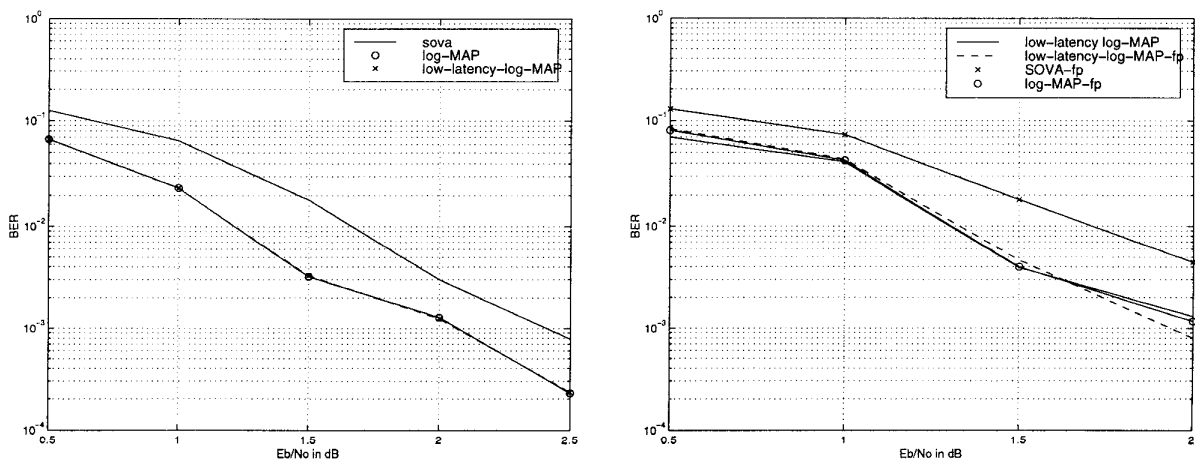 10^0
10^-1
10^-2
10^-3
10^-4
BER
0.5 1 1.5 2 2.5
Eb/No in dB
sova
log-MAP
low-latency-log-MAP
10^0
10^-1
10^-2
10^-3
10^-4
BER
0.5 1 1.5 2
Eb/No in dB
low-latency log-MAP
low-latency-log-MAP-fp
SOVA-fp
log-MAP-fp